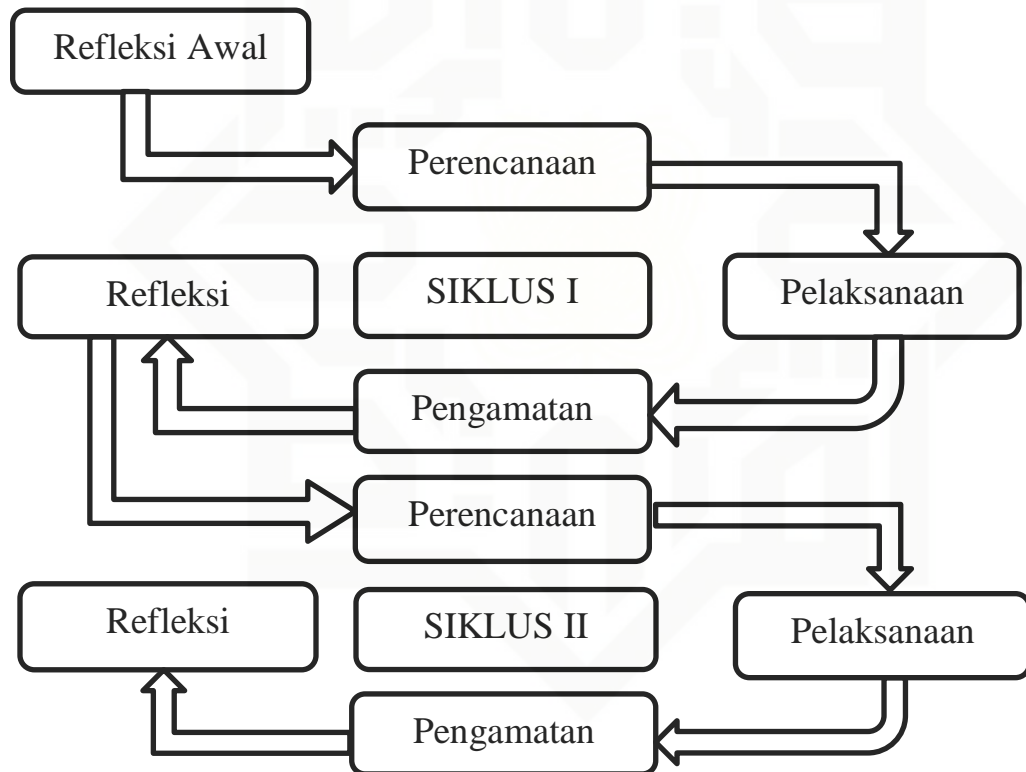 Refleksi Awal
Perencanaan
Refleksi
SIKLUS I
Pelaksanaan
Pengamatan
Perencanaan
Refleksi
SIKLUS II
Pelaksanaan
Pengamatan